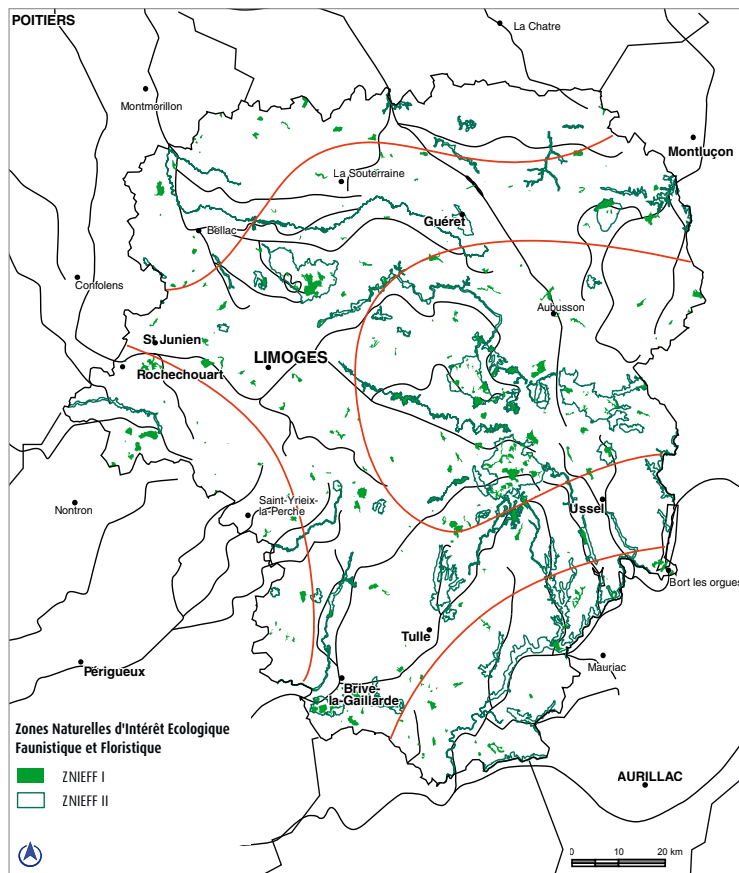 POITIERS
La Chatre
Montmorillon
Montluçon
La Souterraine
Guéret
Bellac
Confolens
Aubusson
St Junien
LIMOGES
Rochechouart
Nontron
Saint-Yrieix-
la-Perche
Ussel
Bort les orgues
Tulle
Mauriac
Périgueux
Brive-
la-Gaillarde
Zones Naturelles d'Intérêt Ecologique
Faunistique et Floristique
ZNIEFF I
ZNIEFF II
AURILLAC
0 10 20 km